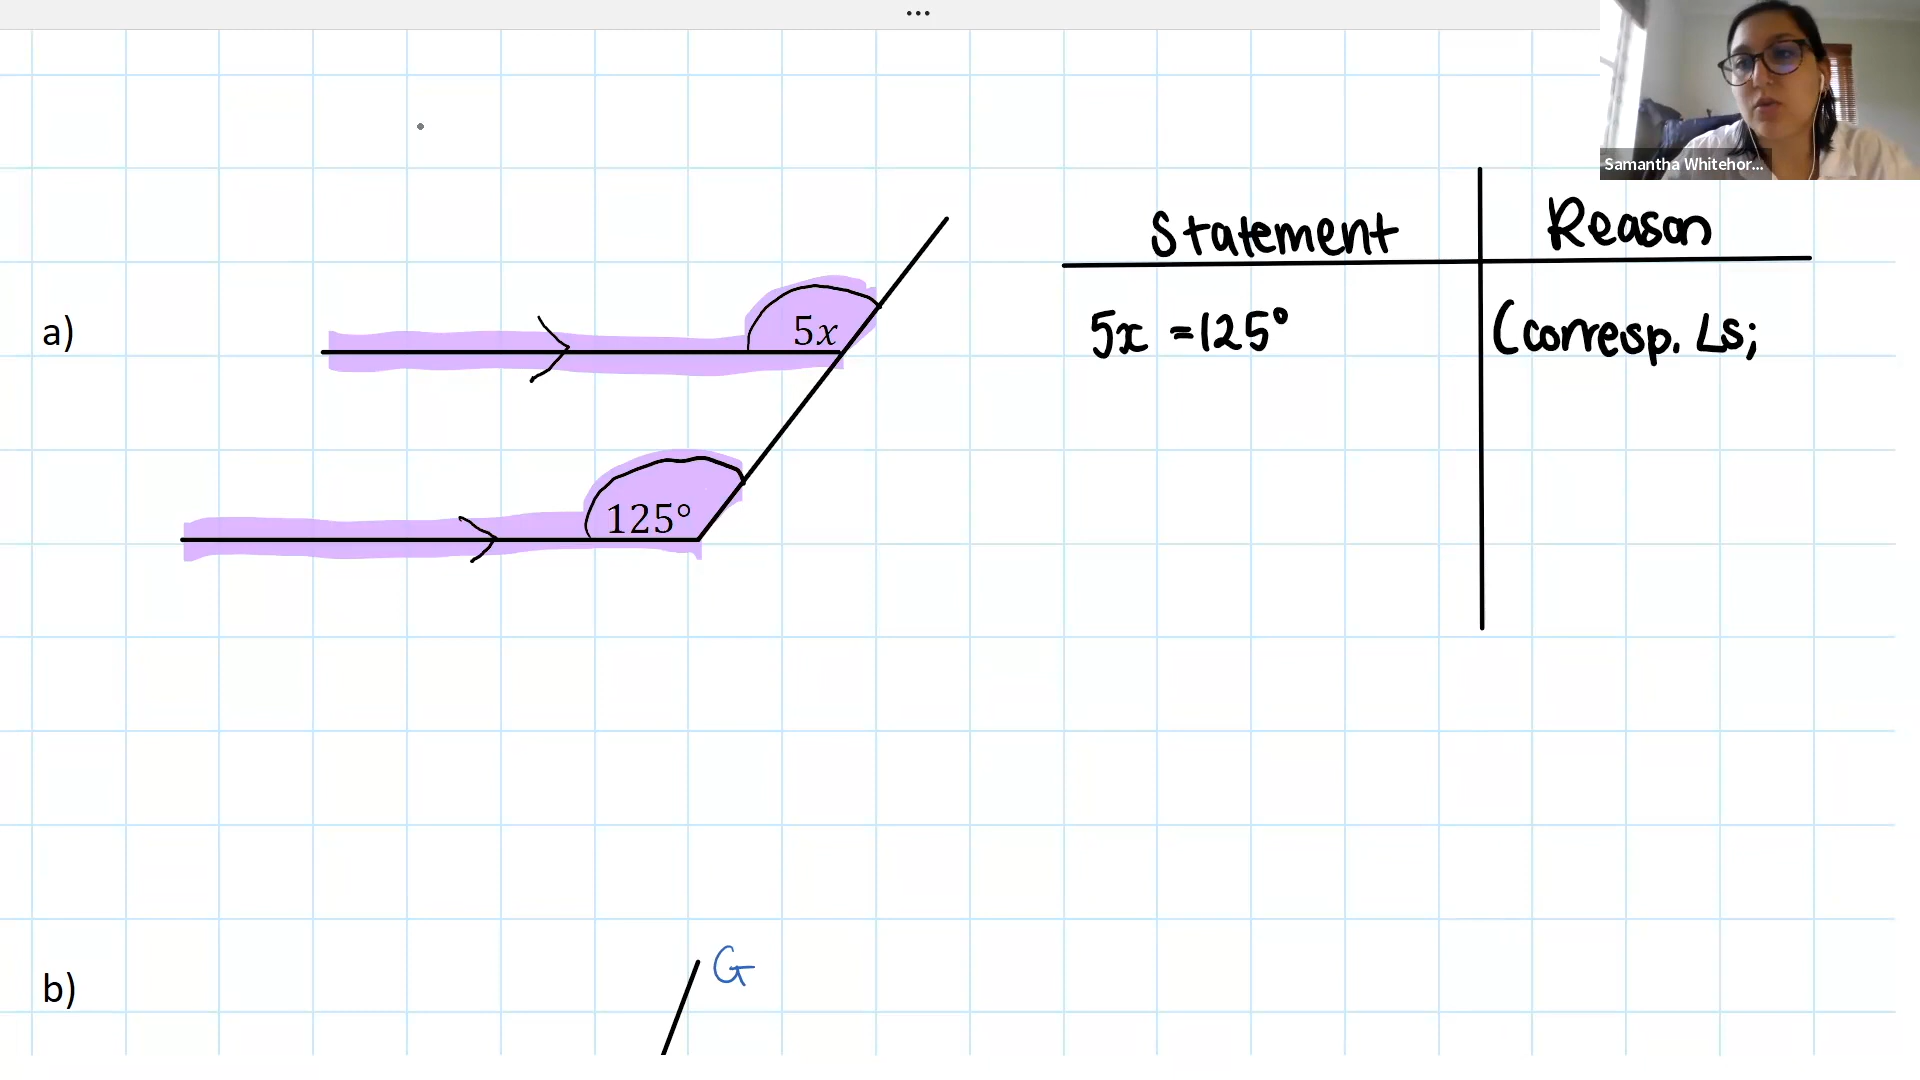 ...
Samantha Whitehor...
Statement Reason
a)
5x
5x = 125° (corresp. ∠s;
125°
G
b)